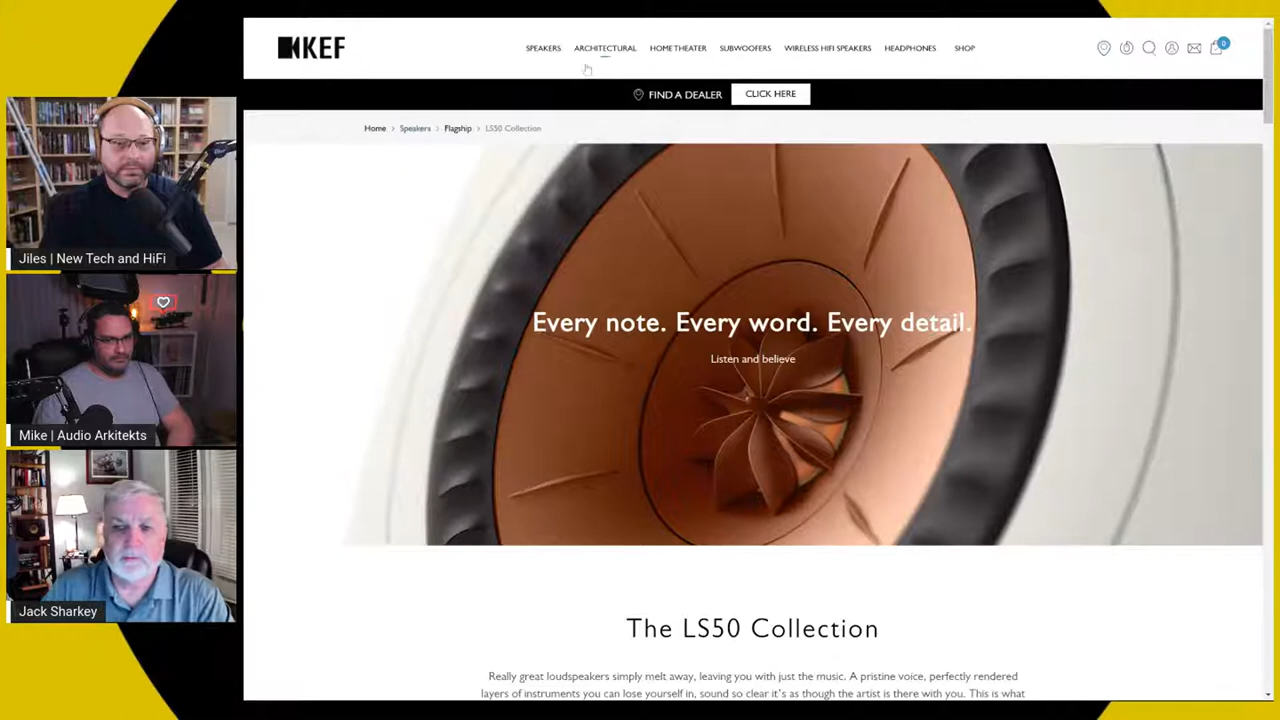 KEF
SPEAKERS
ARCHITECTURAL
HOME THEATER
SUBWOOFERS
WIRELESS HIFI SPEAKERS
HEADPHONES
SHOP
0
FIND A DEALER
CLICK HERE
Home > Speakers > Flagship > LS50 Collection
Every note. Every word. Every detail.
Listen and believe
The LS50 Collection
Really great loudspeakers simply melt away, leaving you with just the music. A pristine voice, perfectly rendered
layers of instruments you can lose yourself in, sound so clear it's as though the artist is there with you. This is what
Jiles | New Tech and HiFi
Mike | Audio Arkitekts
Jack Sharkey